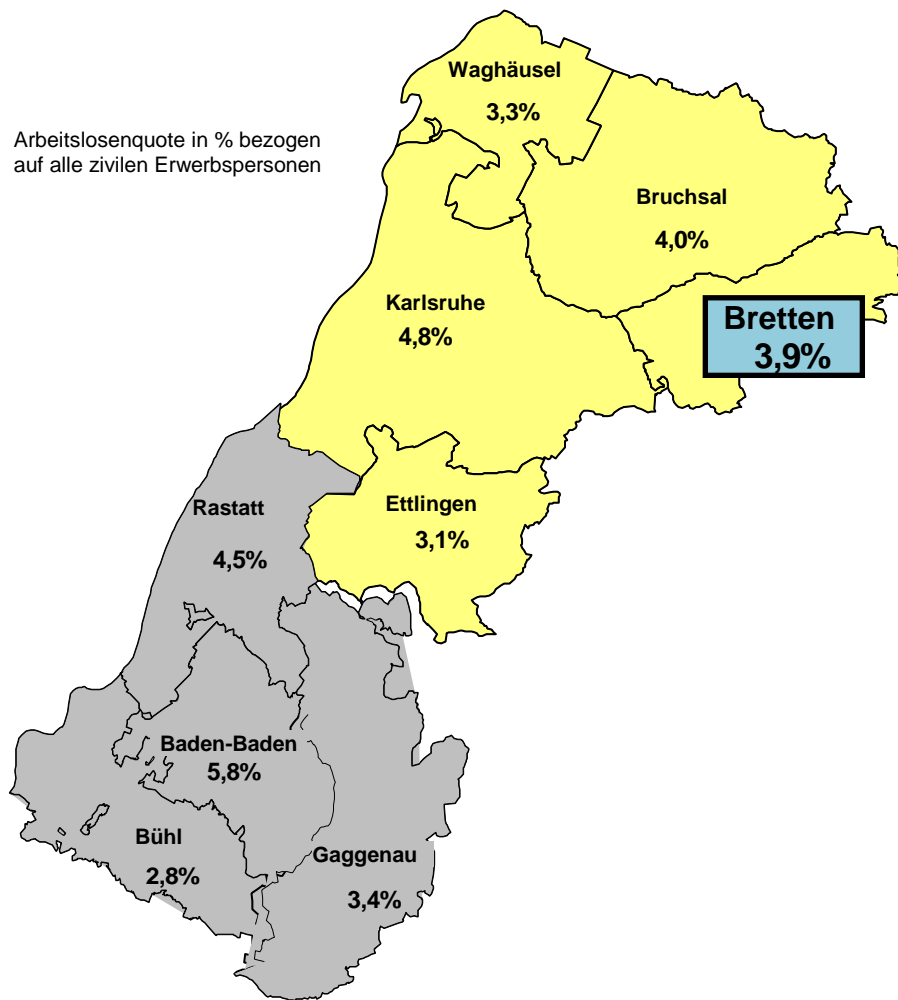 Waghäusel
3,3%
Arbeitslosenquote in % bezogen
auf alle zivilen Erwerbspersonen
Bruchsal
4,0%
Karlsruhe
4,8%
Bretten
3,9%
Rastatt
4,5%
Ettlingen
3,1%
Baden-Baden
5,8%
Bühl
2,8%
Gaggenau
3,4%